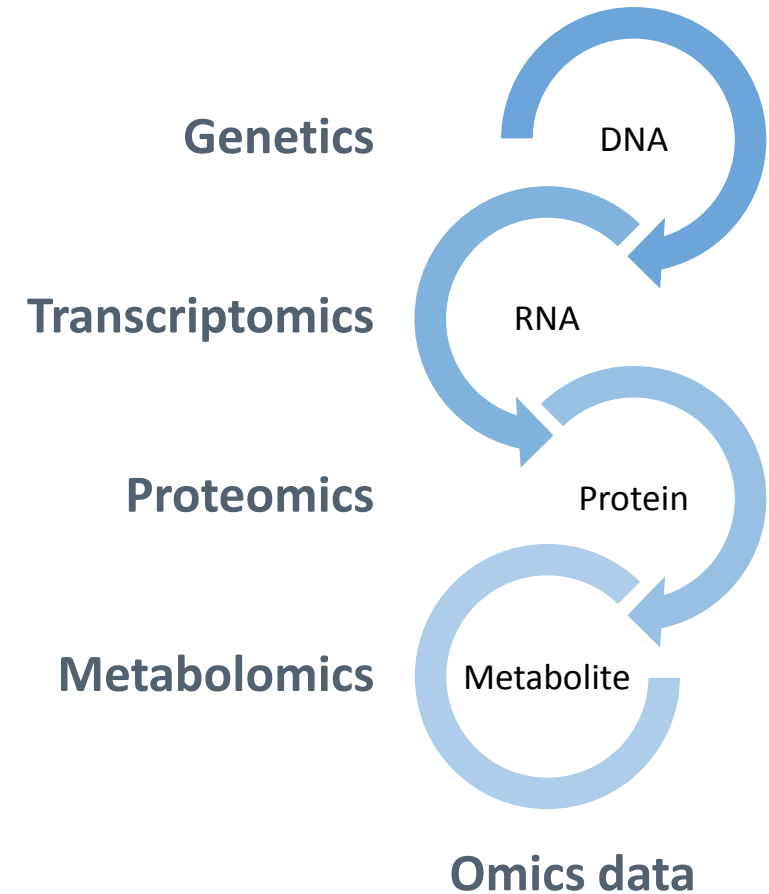 Genetics
DNA
Transcriptomics
RNA
Proteomics
Protein
Metabolomics
Metabolite
Omics data